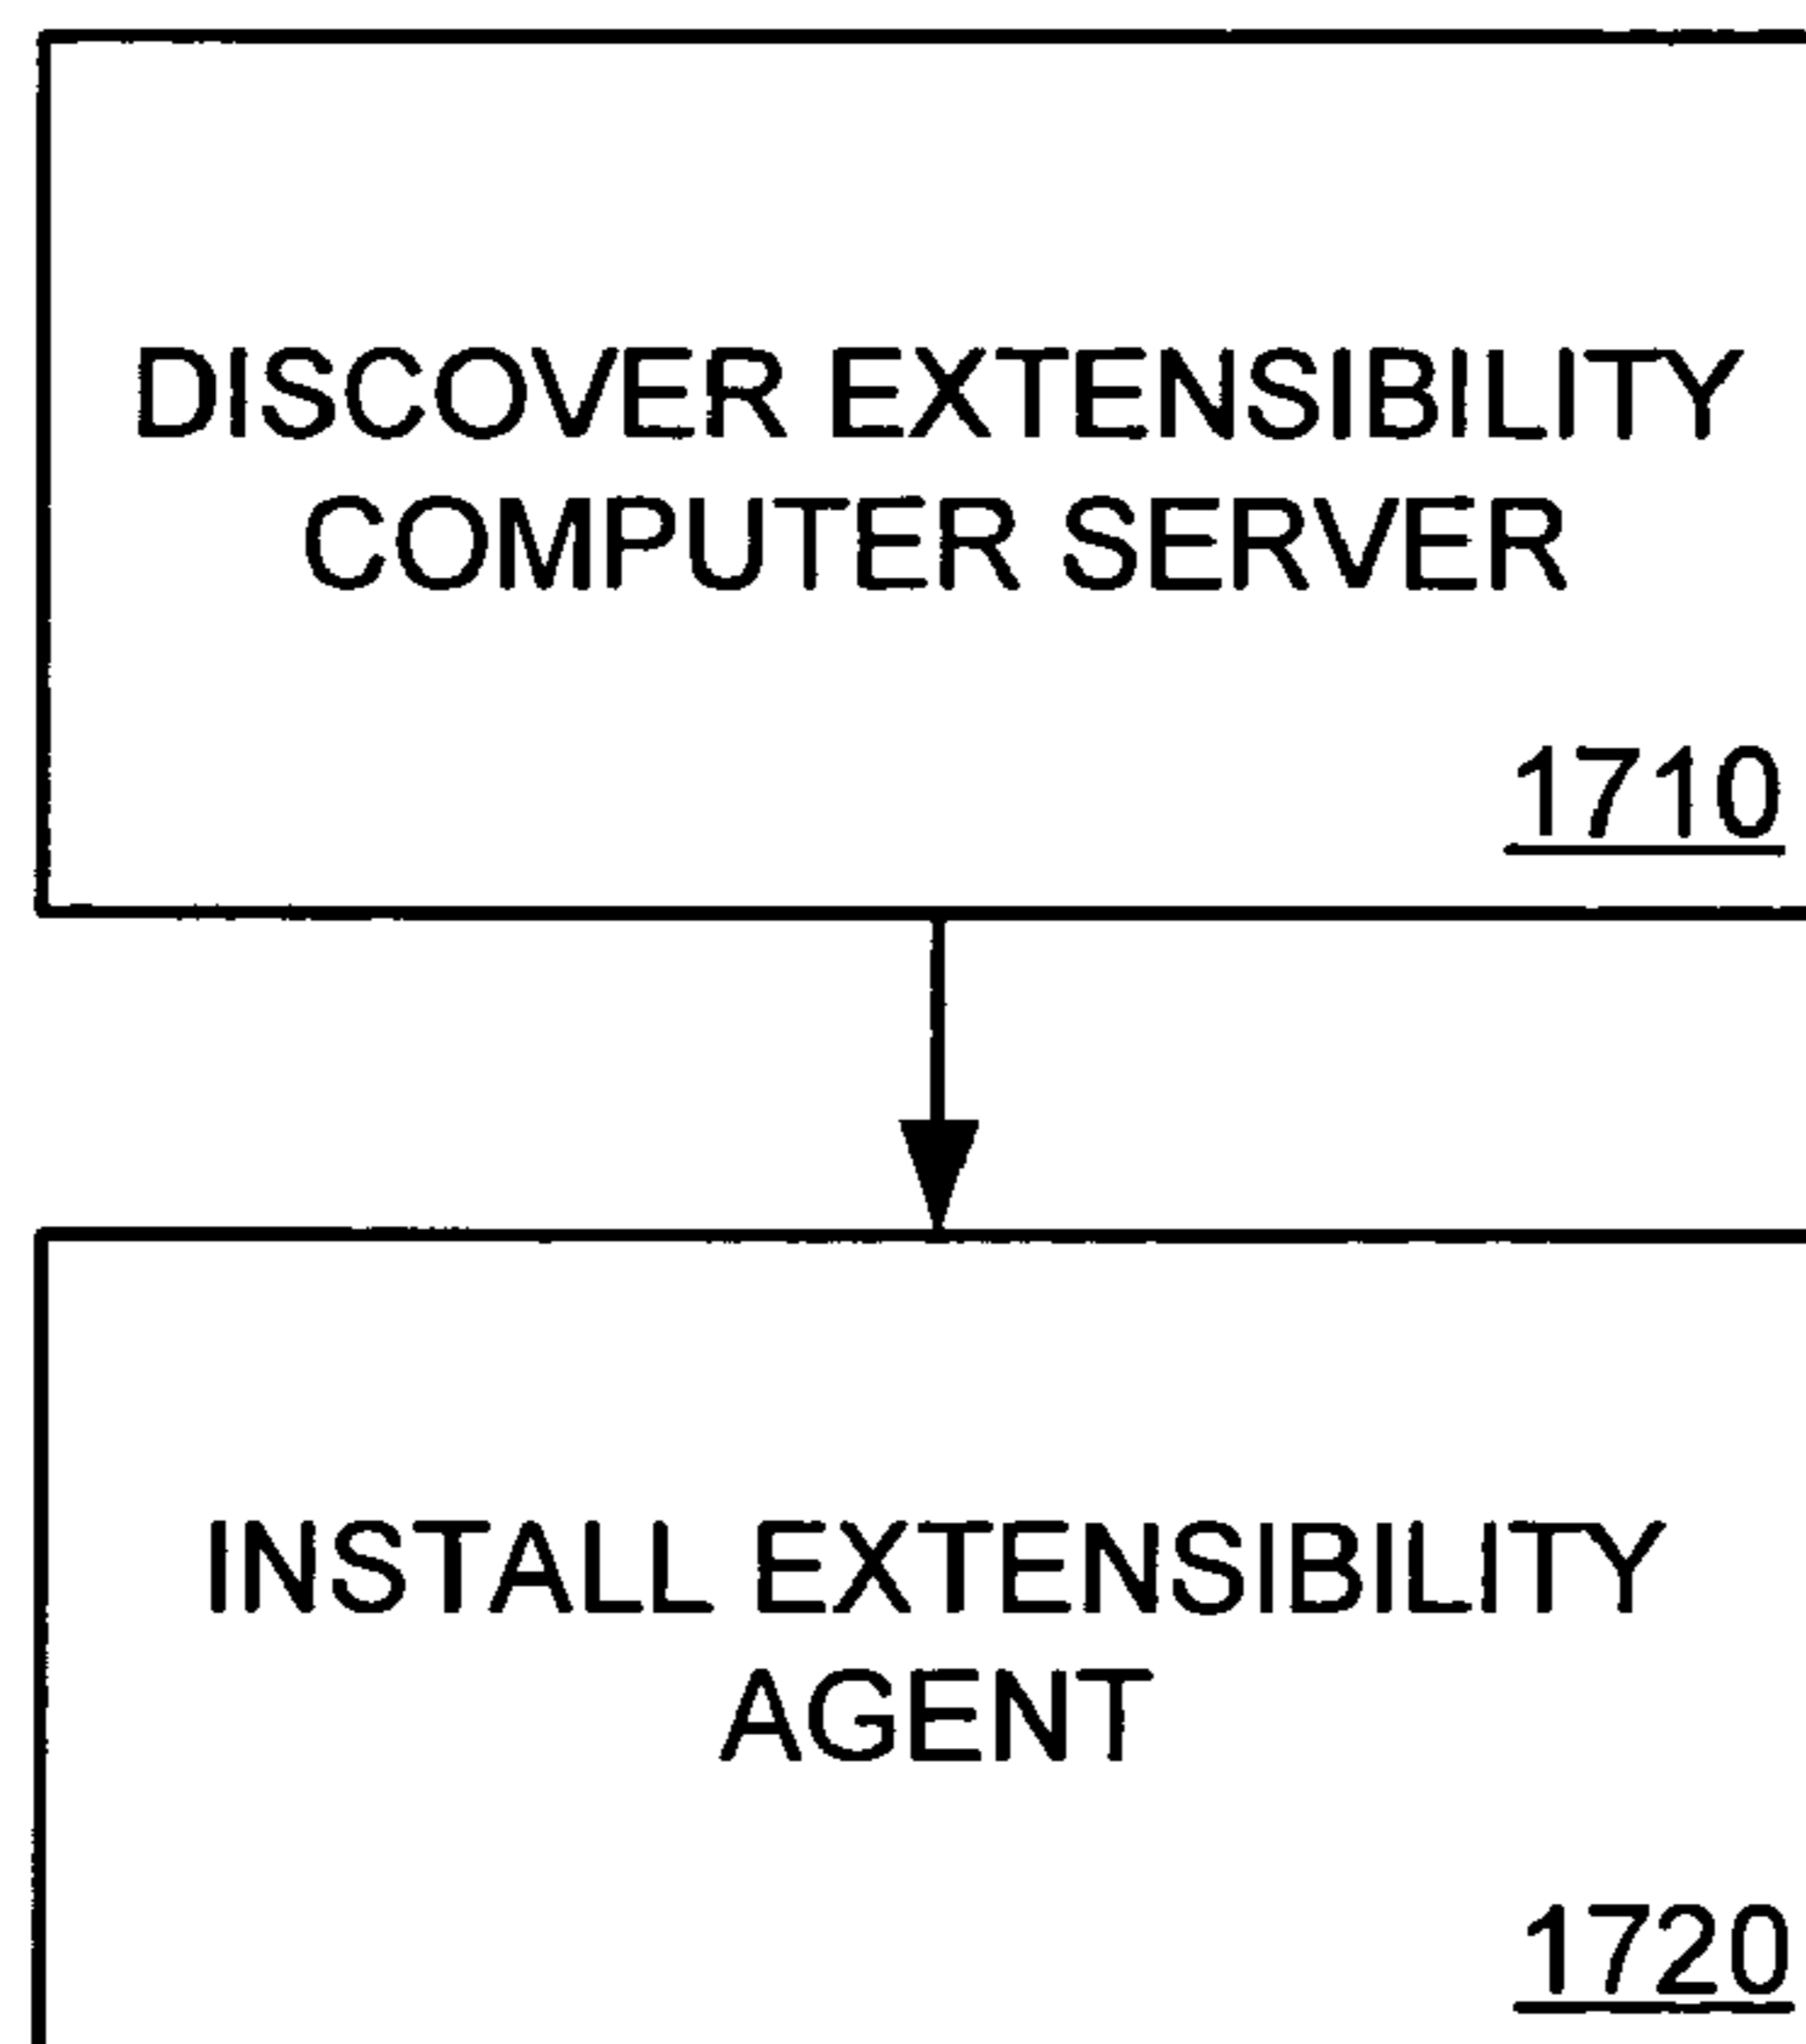 DISCOVER EXTENSIBILITY
COMPUTER SERVER
1710
INSTALL EXTENSIBILITY
AGENT
1720